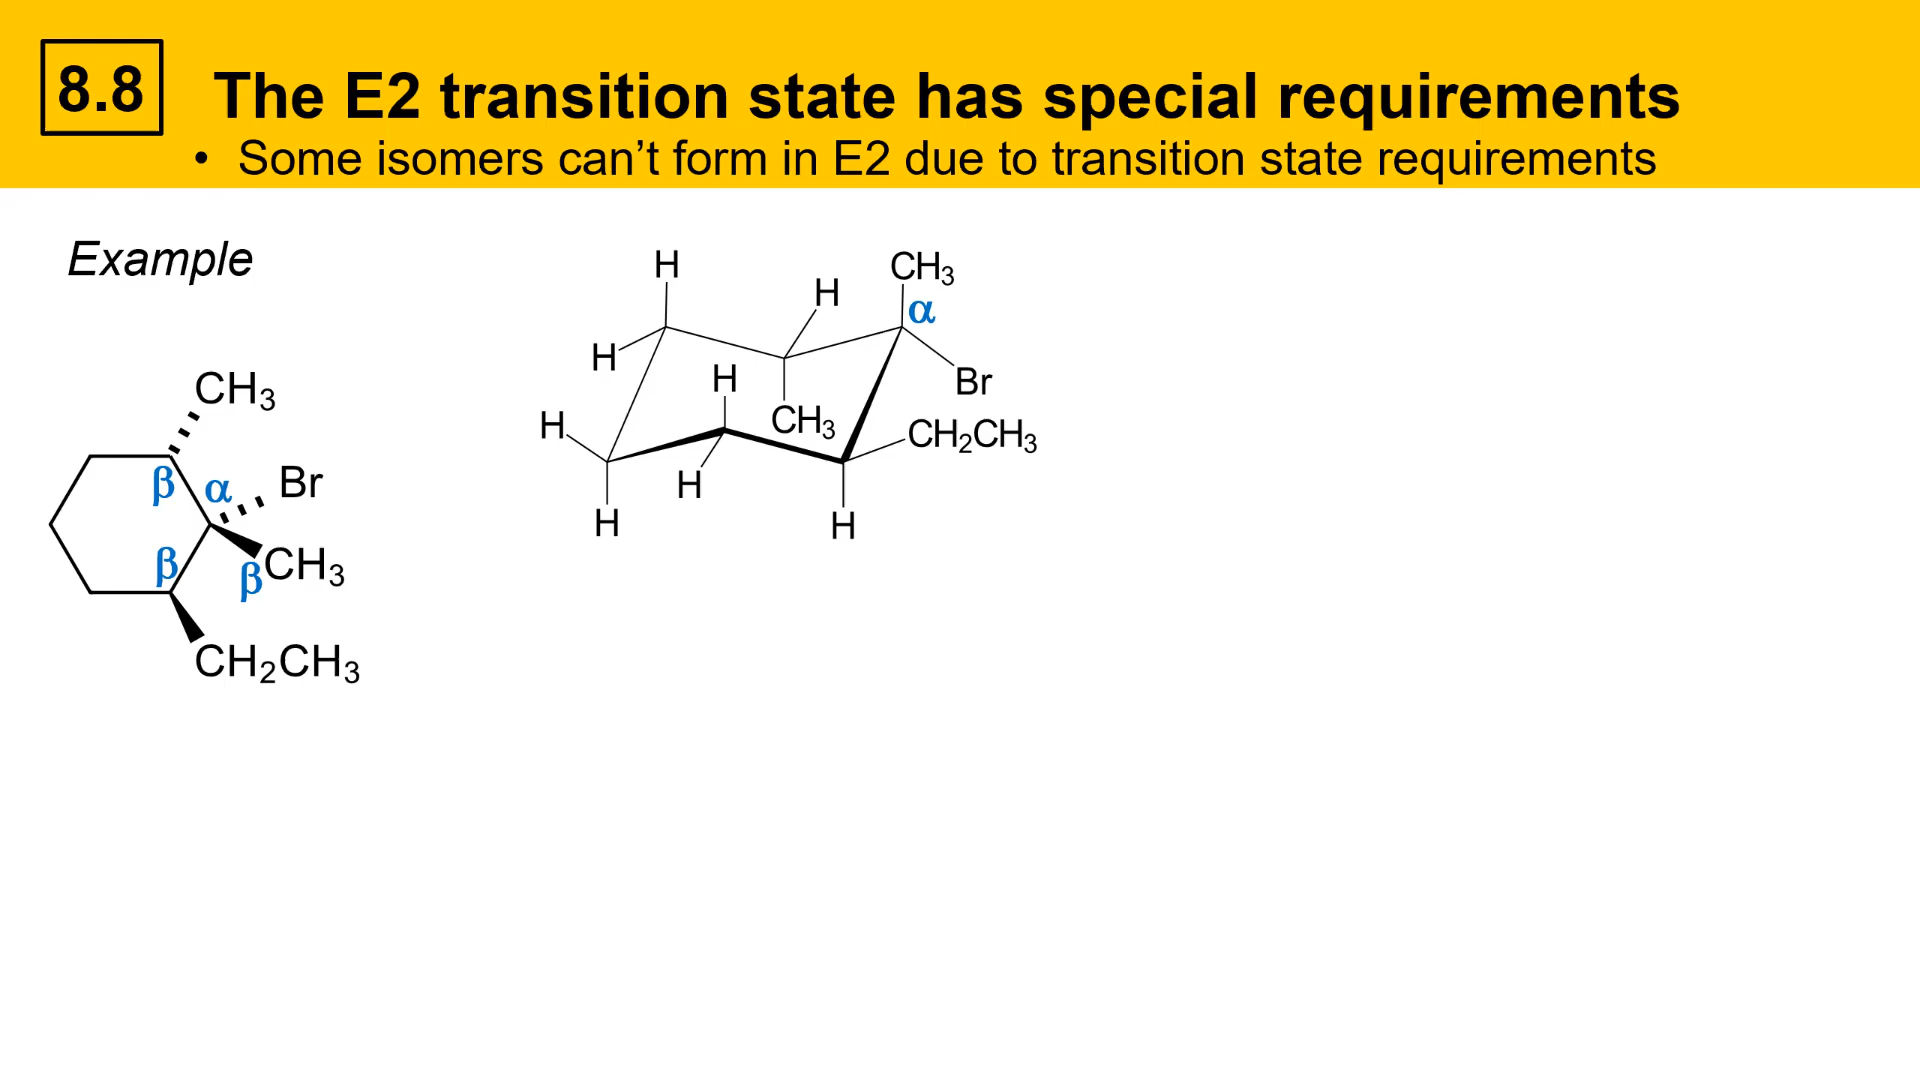 8.8
The E2 transition state has special requirements
• Some isomers can’t form in E2 due to transition state requirements
Example
CH₃
β
α
Br
β
β
CH₃
CH₂CH₃
H
CH₃
H
α
H
H
Br
H
CH₃
CH₂CH₃
H
H
H